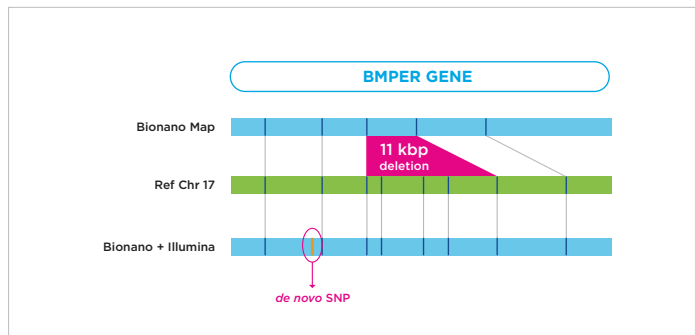 BMPER GENE
Bionano Map
11 kbp
deletion
Ref Chr 17
Bionano + Illumina
de novo SNP